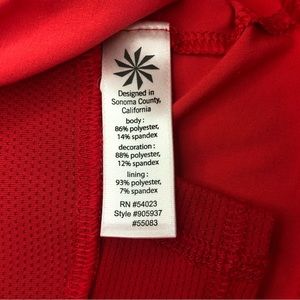 Designed in
Sonoma County,
California
body :
86% polyester,
14% spandex
decoration :
88% polyester,
12% spandex
lining :
93% polyester,
7% spandex
RN #54023
Style #905937
#55083